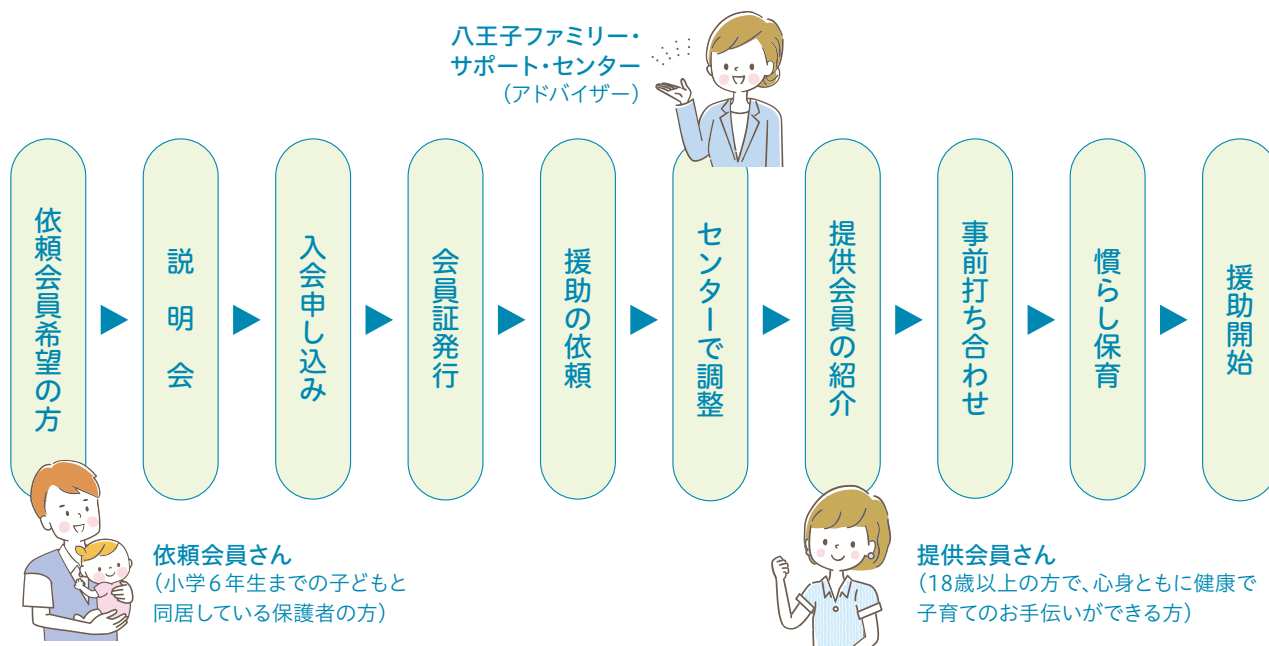 八王子ファミリー・
サポート・センター
（アドバイザー）
依頼会員希望の方
説明会
入会申し込み
会員証発行
援助の依頼
センターで調整
提供会員の紹介
事前打ち合わせ
慣らし保育
援助開始
依頼会員さん
（小学6年生までの子どもと
同居している保護者の方）
提供会員さん
（18歳以上の方で、心身ともに健康で
子育てのお手伝いができる方）